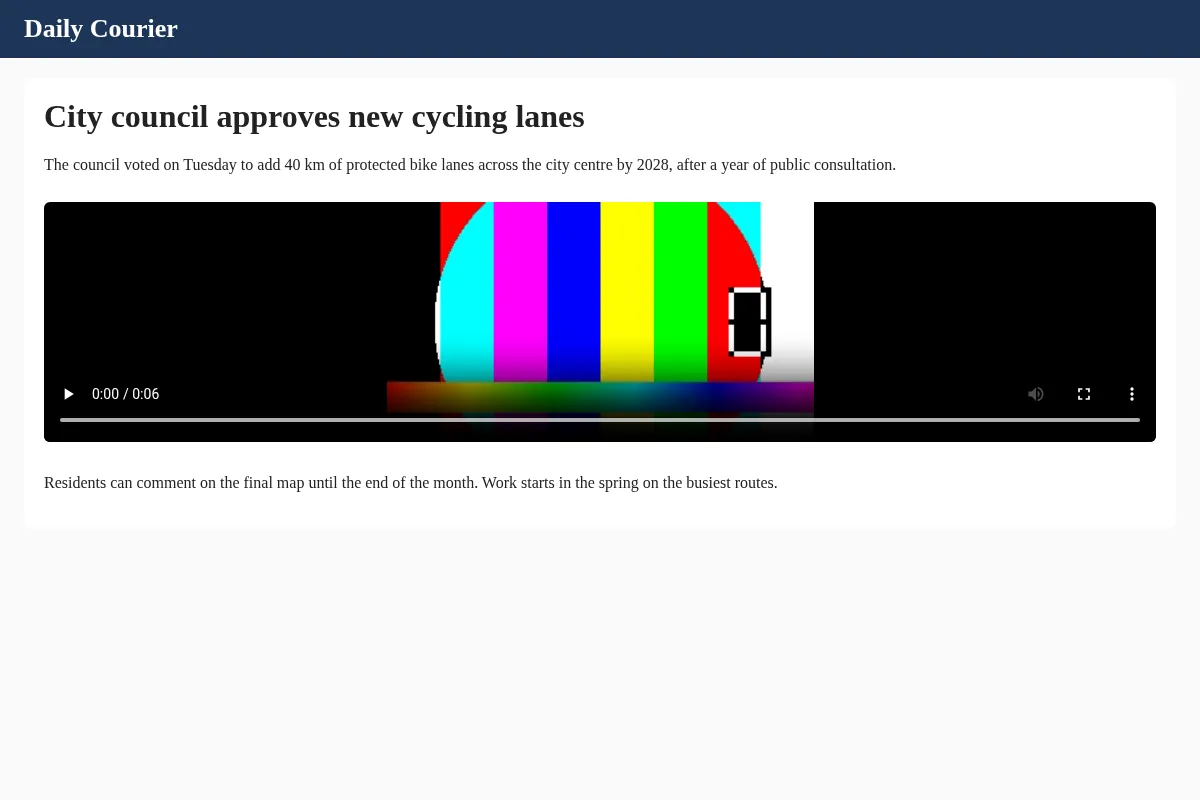 Daily Courier
City council approves new cycling lanes
The council voted on Tuesday to add 40 km of protected bike lanes across the city centre by 2028, after a year of public consultation.
0:00 / 0:06
Residents can comment on the final map until the end of the month. Work starts in the spring on the busiest routes.